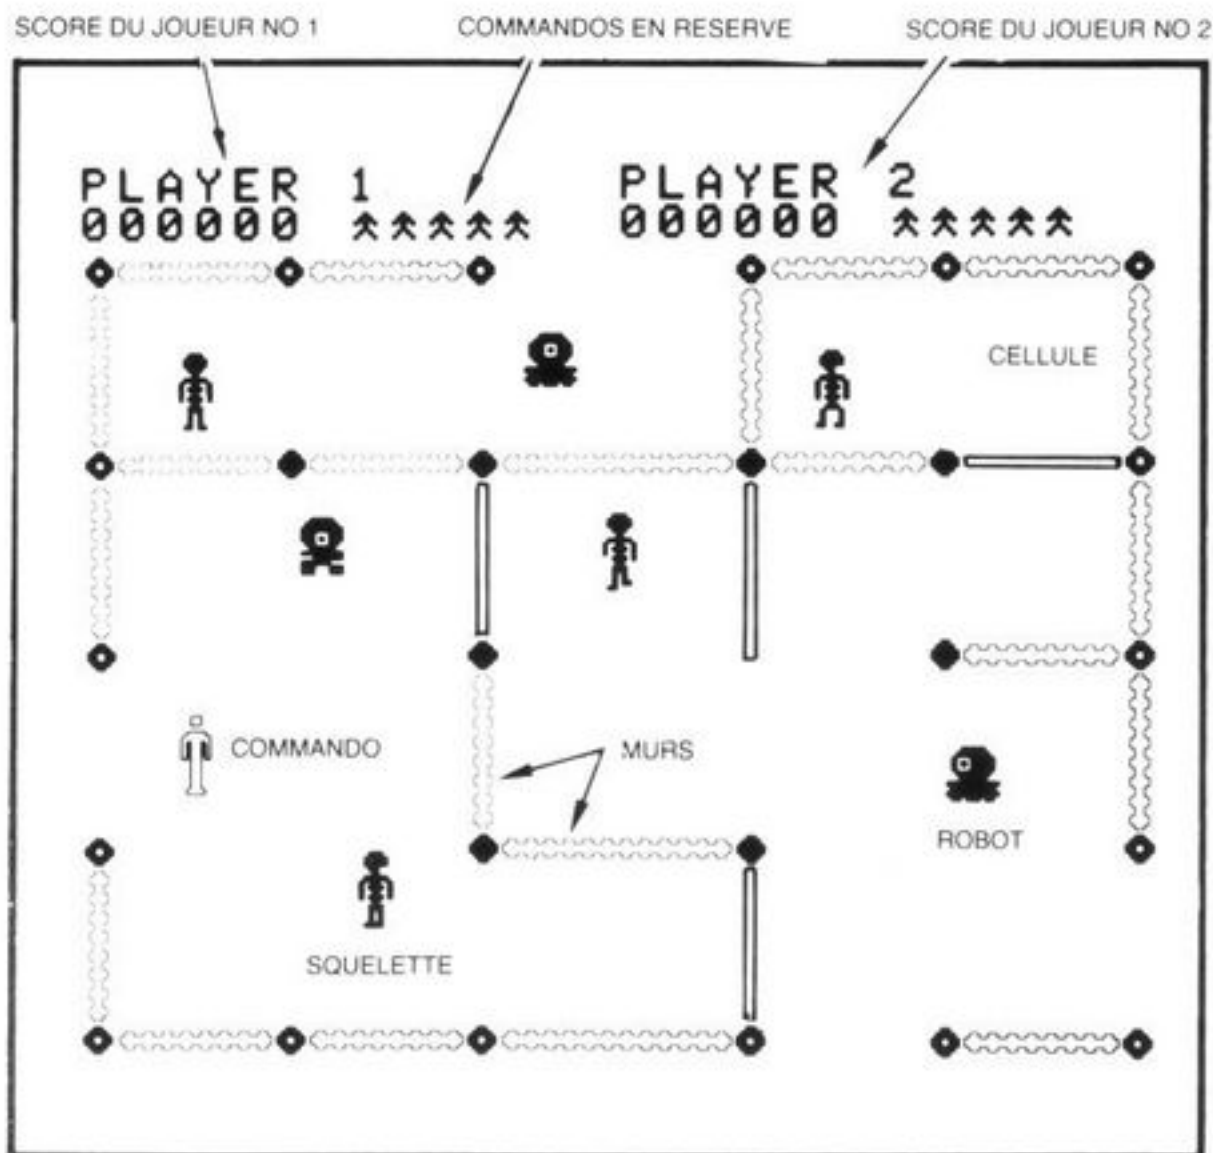 SCORE DU JOUEUR NO 1
COMMANDOS EN RESERVE
SCORE DU JOUEUR NO 2
PLAYER 1
000000
PLAYER 2
000000
CELLULE
COMMANDO
MURS
ROBOT
SQUELETTE